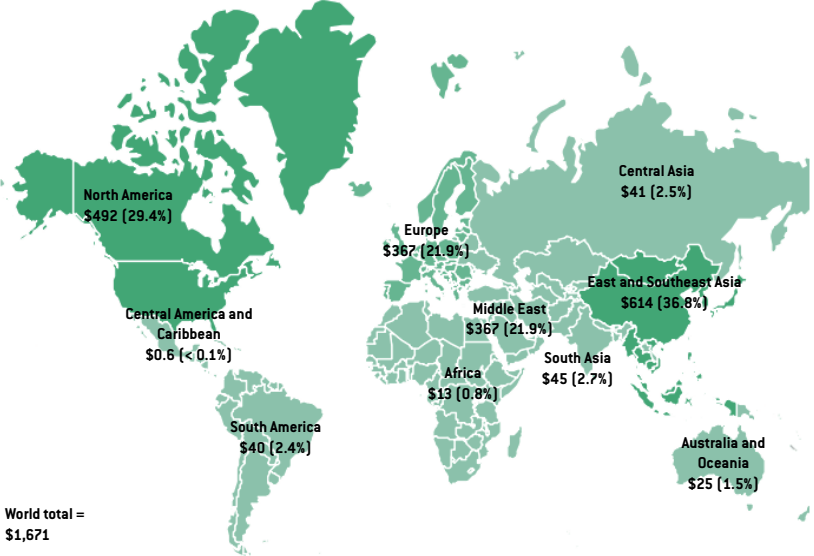 North America
$492 (29.4%)
Central Asia
$41 (2.5%)
Europe
$367 (21.9%)
East and Southeast Asia
$614 (36.8%)
Central America and
Caribbean
$0.6 (< 0.1%)
Middle East
$367 (21.9%)
South Asia
$45 (2.7%)
Africa
$13 (0.8%)
South America
$40 (2.4%)
Australia and
Oceania
$25 (1.5%)
World total =
$1,671